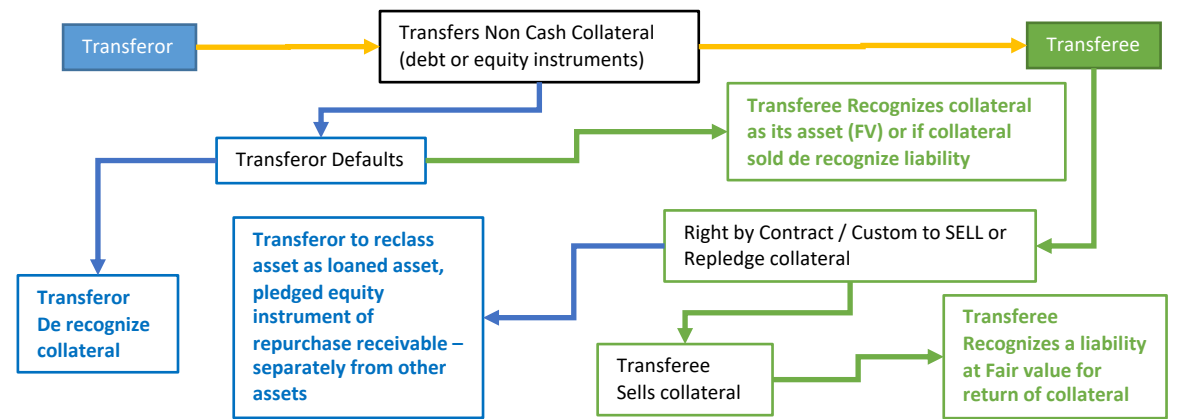 Transferor
Transfers Non Cash Collateral
(debt or equity instruments)
Transferee
Transferee Recognizes collateral
as its asset (FV) or if collateral
sold de recognize liability
Transferor Defaults
Transferor to reclass
asset as loaned asset,
pledged equity
instrument of
repurchase receivable –
separately from other
assets
Right by Contract / Custom to SELL or
Repledge collateral
Transferor
De recognize
collateral
Transferee
Sells collateral
Transferee
Recognizes a liability
at Fair value for
return of collateral